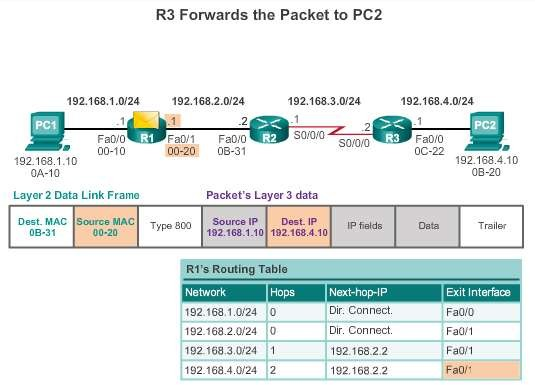 R3 Forwards the Packet to PC2
192.168.1.0/24 192.168.2.0/24 192.168.3.0/24 192.168.4.0/24
PC1 .1 R1 .1 .2 R2 .1 .2 R3 .1 PC2
Fa0/0 Fa0/1 Fa0/0 S0/0/0 S0/0/0 Fa0/0
00-10 00-20 0B-31 0C-22
192.168.1.10 192.168.4.10
0A-10 0B-20
Layer 2 Data Link Frame Packet's Layer 3 data
Dest. MAC Source MAC Type 800 Source IP Dest. IP IP fields Data Trailer
0B-31 00-20 192.168.1.10 192.168.4.10
R1's Routing Table
Network Hops Next-hop-IP Exit Interface
192.168.1.0/24 0 Dir. Connect. Fa0/0
192.168.2.0/24 0 Dir. Connect. Fa0/1
192.168.3.0/24 1 192.168.2.2 Fa0/1
192.168.4.0/24 2 192.168.2.2 Fa0/1